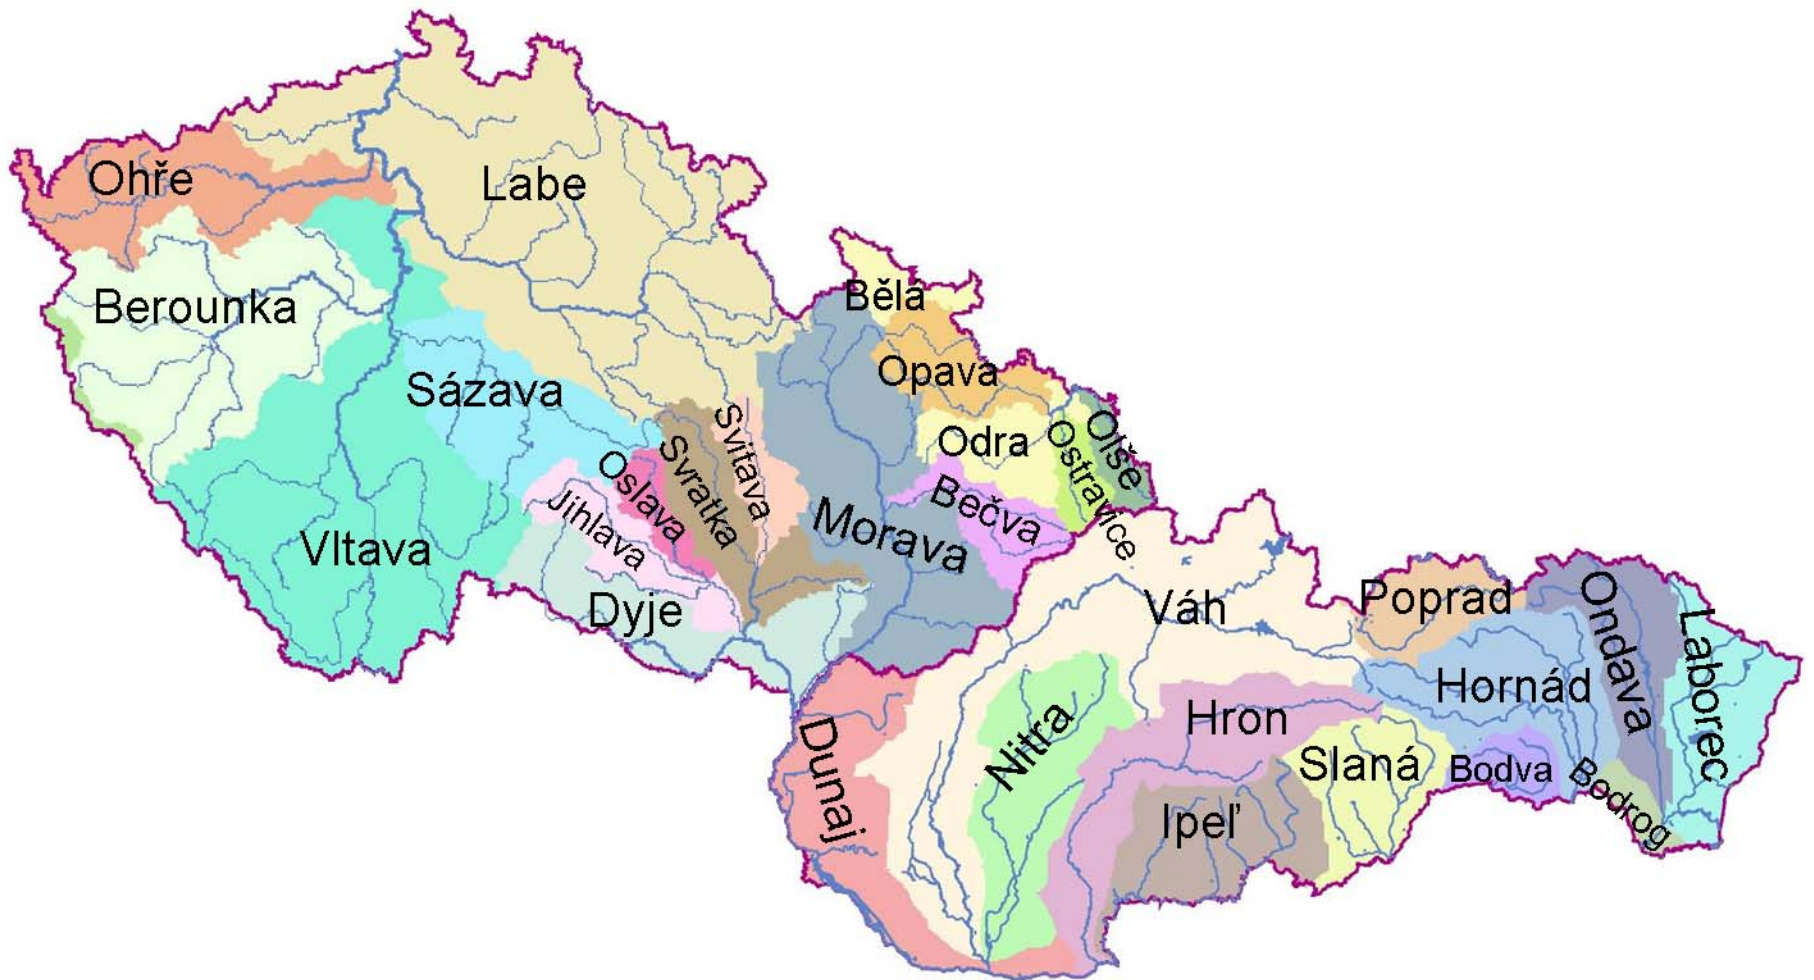 Ohře
Labe
Berounka
Bělá
Opava
Sázava
Svitava
Olše
Odra
Ostravice
Svratka
Oslava
Bečva
Jihlava
Morava
Vltava
Dyje
Váh
Poprad
Ondava
Laborec
Hornád
Hron
Nitra
Dunaj
Slaná
Bodva
Bodrog
Ipeľ